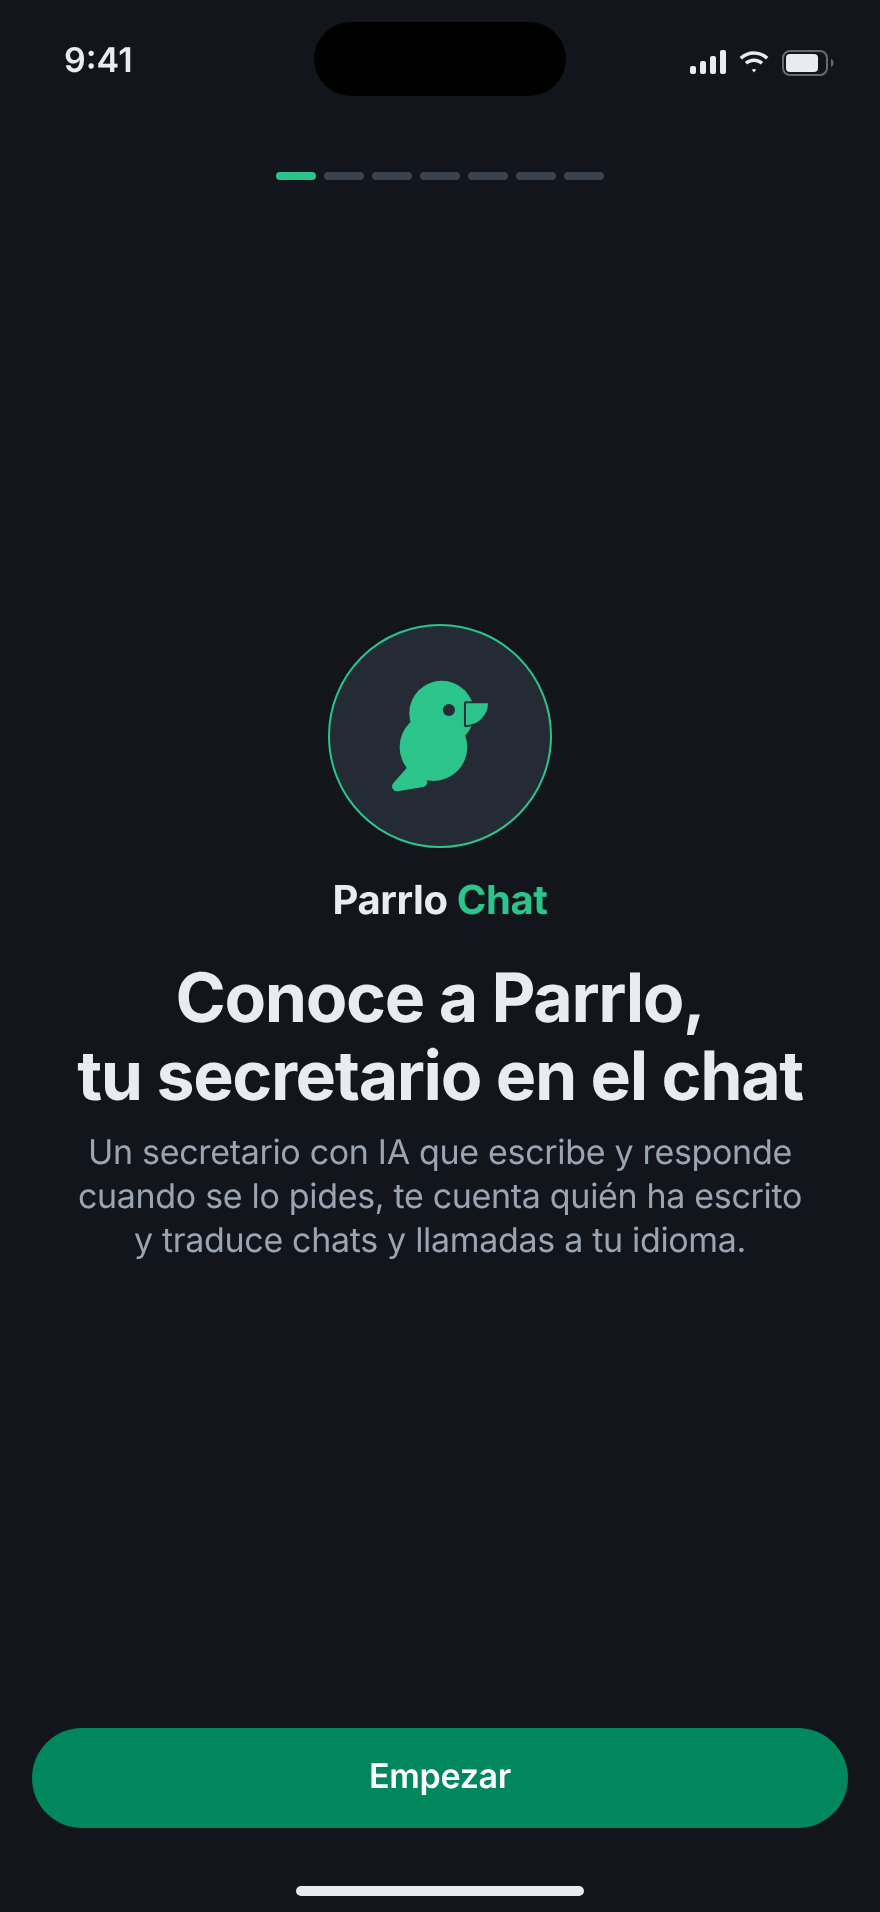 9:41
Parrlo Chat
Conoce a Parrlo,
tu secretario en el chat
Un secretario con IA que escribe y responde
cuando se lo pides, te cuenta quién ha escrito
y traduce chats y llamadas a tu idioma.
Empezar